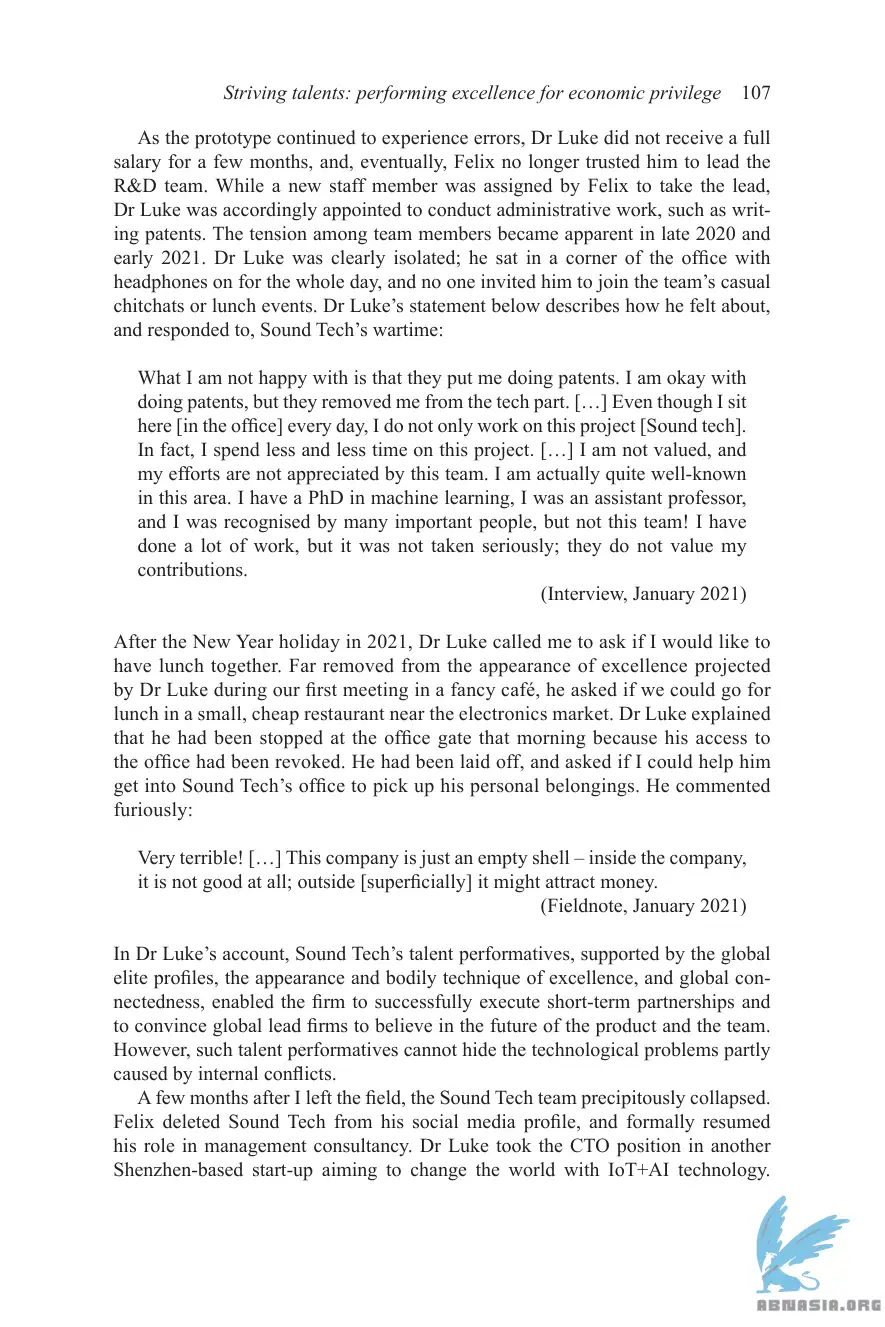 Striving talents: performing excellence for economic privilege 107
As the prototype continued to experience errors, Dr Luke did not receive a full
salary for a few months, and, eventually, Felix no longer trusted him to lead the
R&D team. While a new staff member was assigned by Felix to take the lead,
Dr Luke was accordingly appointed to conduct administrative work, such as writ-
ing patents. The tension among team members became apparent in late 2020 and
early 2021. Dr Luke was clearly isolated; he sat in a corner of the office with
headphones on for the whole day, and no one invited him to join the team’s casual
chitchats or lunch events. Dr Luke’s statement below describes how he felt about,
and responded to, Sound Tech’s wartime:
What I am not happy with is that they put me doing patents. I am okay with
doing patents, but they removed me from the tech part. […] Even though I sit
here [in the office] every day, I do not only work on this project [Sound tech].
In fact, I spend less and less time on this project. […] I am not valued, and
my efforts are not appreciated by this team. I am actually quite well-known
in this area. I have a PhD in machine learning, I was an assistant professor,
and I was recognised by many important people, but not this team! I have
done a lot of work, but it was not taken seriously; they do not value my
contributions.
(Interview, January 2021)
After the New Year holiday in 2021, Dr Luke called me to ask if I would like to
have lunch together. Far removed from the appearance of excellence projected
by Dr Luke during our first meeting in a fancy café, he asked if we could go for
lunch in a small, cheap restaurant near the electronics market. Dr Luke explained
that he had been stopped at the office gate that morning because his access to
the office had been revoked. He had been laid off, and asked if I could help him
get into Sound Tech’s office to pick up his personal belongings. He commented
furiously:
Very terrible! […] This company is just an empty shell – inside the company,
it is not good at all; outside [superficially] it might attract money.
(Fieldnote, January 2021)
In Dr Luke’s account, Sound Tech’s talent performatives, supported by the global
elite profiles, the appearance and bodily technique of excellence, and global con-
nectedness, enabled the firm to successfully execute short-term partnerships and
to convince global lead firms to believe in the future of the product and the team.
However, such talent performatives cannot hide the technological problems partly
caused by internal conflicts.
A few months after I left the field, the Sound Tech team precipitously collapsed.
Felix deleted Sound Tech from his social media profile, and formally resumed
his role in management consultancy. Dr Luke took the CTO position in another
Shenzhen-based start-up aiming to change the world with IoT+AI technology.
ABNASIA.ORG